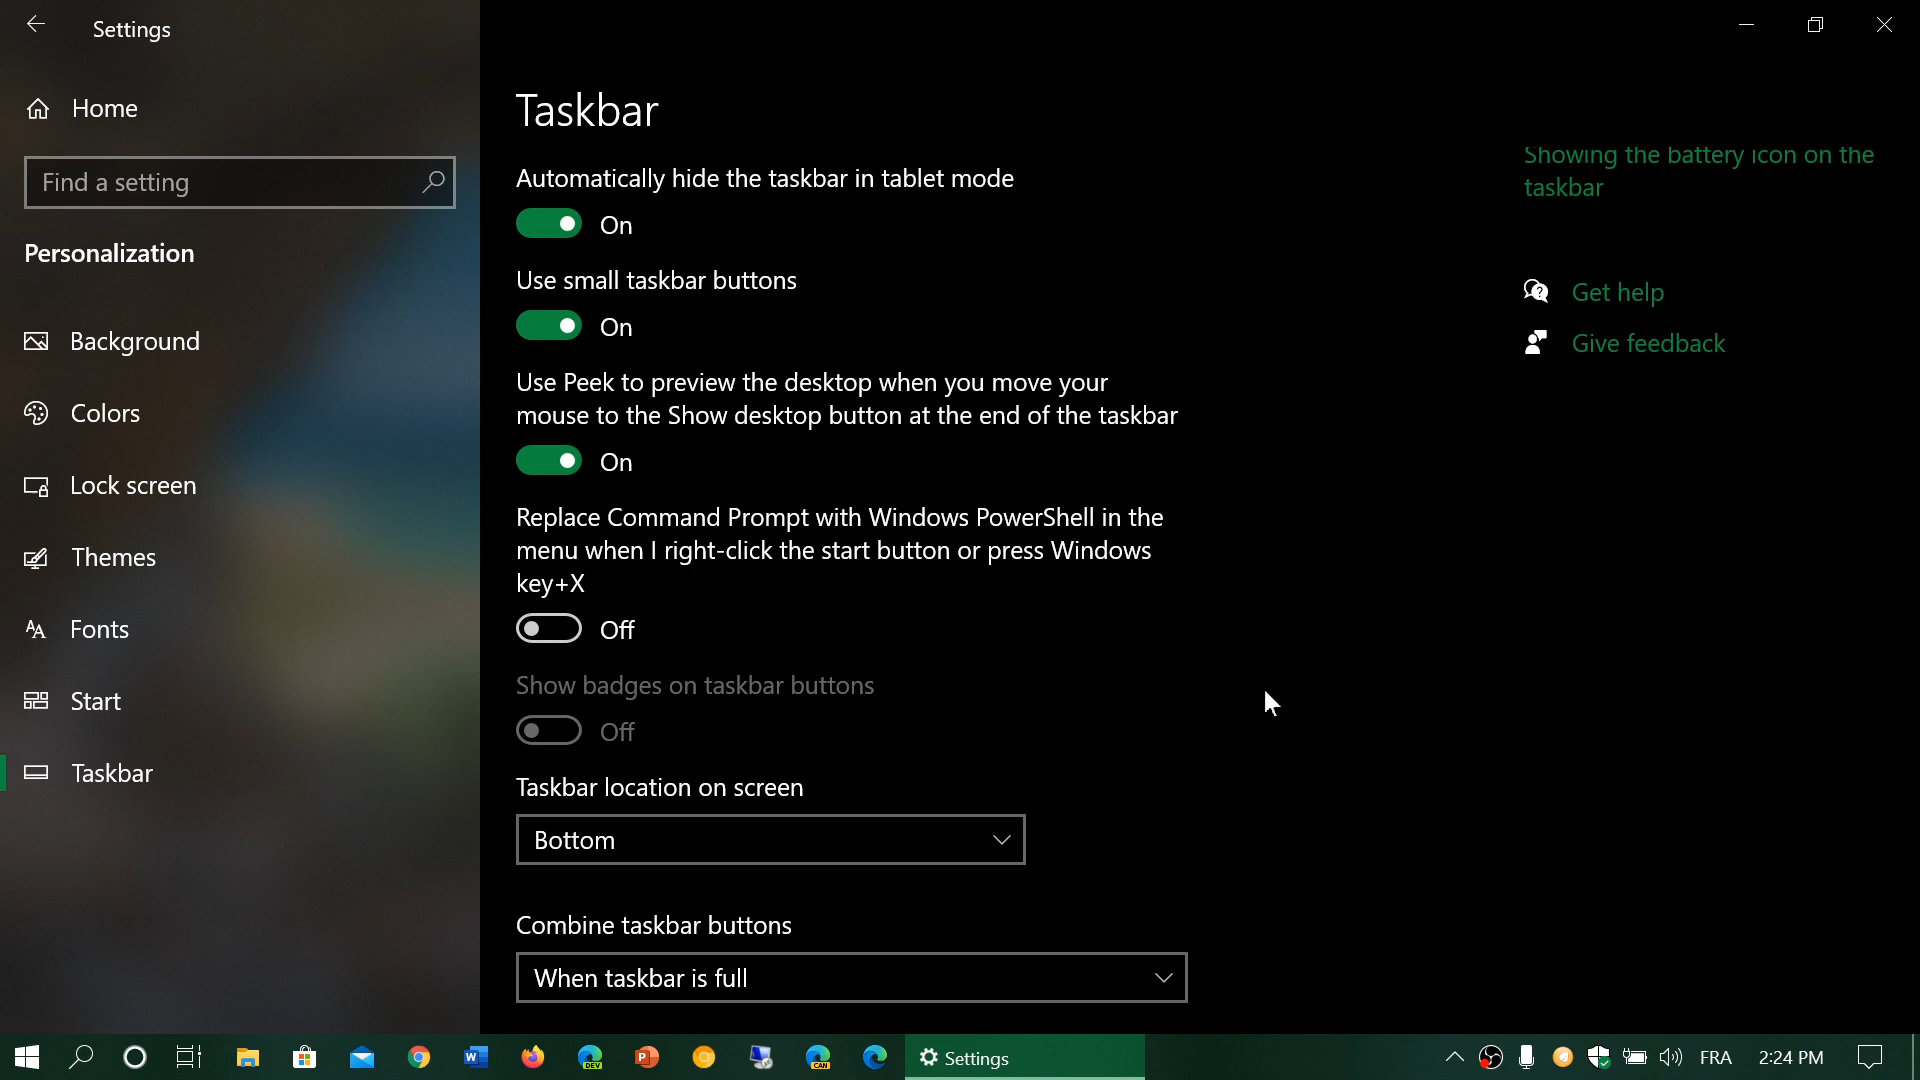 Settings
Home
Find a setting
Personalization
Background
Colors
Lock screen
Themes
Fonts
Start
Taskbar
Taskbar
Automatically hide the taskbar in tablet mode
On
Use small taskbar buttons
On
Use Peek to preview the desktop when you move your
mouse to the Show desktop button at the end of the taskbar
On
Replace Command Prompt with Windows PowerShell in the
menu when I right-click the start button or press Windows
key+X
Off
Show badges on taskbar buttons
Off
Taskbar location on screen
Bottom
Combine taskbar buttons
When taskbar is full
Showing the battery icon on the
taskbar
Get help
Give feedback
W
DEV
P
CAN
Settings
FRA
2:24 PM